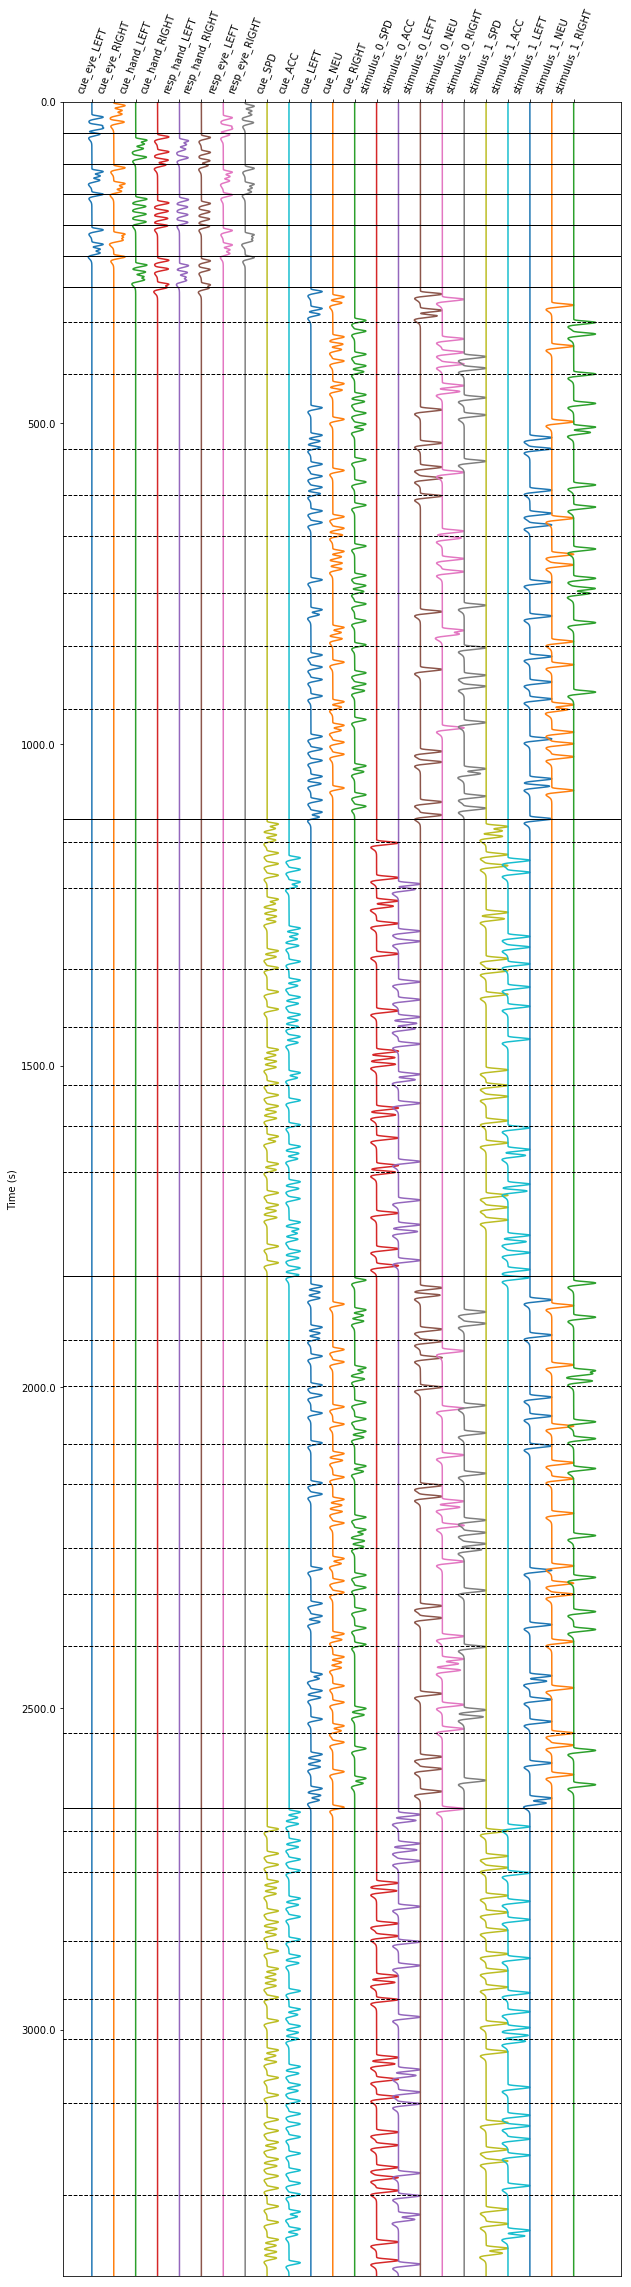 cue_eye_LEFT
cue_eye_RIGHT
cue_hand_LEFT
cue_hand_RIGHT
resp_hand_LEFT
resp_hand_RIGHT
resp_eye_LEFT
resp_eye_RIGHT
cue_SPD
cue_ACC
cue_LEFT
cue_NEU
cue_RIGHT
stimulus_0_SPD
stimulus_0_ACC
stimulus_0_LEFT
stimulus_0_NEU
stimulus_0_RIGHT
stimulus_1_SPD
stimulus_1_ACC
stimulus_1_LEFT
stimulus_1_NEU
stimulus_1_RIGHT
0.0
500.0
1000.0
Time (s)
1500.0
2000.0
2500.0
3000.0